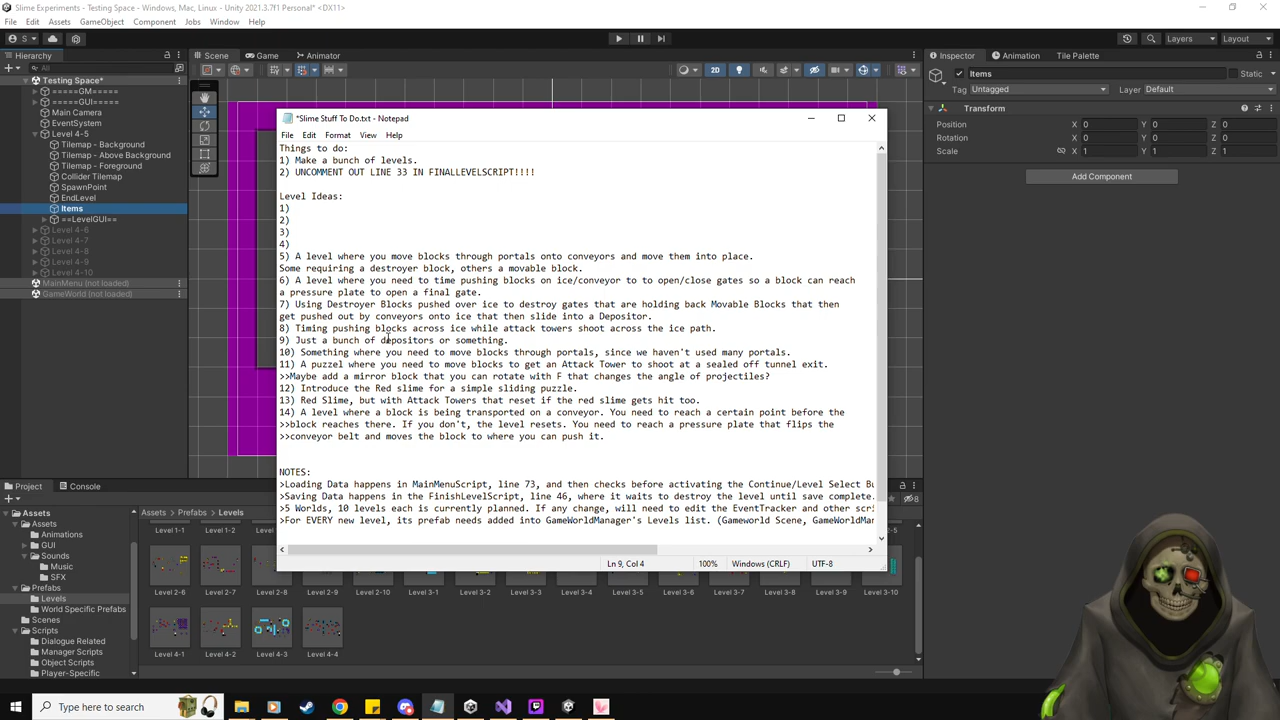 Slime Experiments - Testing Space - Windows, Mac, Linux - Unity 2021.3.7f1 Personal* <DX11>
File Edit Assets GameObject Component Jobs Window Help
S
Layers Layout
Hierarchy
All
Testing Space*
=====GM=====
=====GUI=====
Main Camera
EventSystem
Level 4-5
Tilemap - Background
Tilemap - Above Background
Tilemap - Foreground
Collider Tilemap
SpawnPoint
EndLevel
Items
==LevelGUI==
Level 4-6
Level 4-7
Level 4-8
Level 4-9
Level 4-10
MainMenu (not loaded)
GameWorld (not loaded)
Scene Game Animator
2D
*Slime Stuff To Do.txt - Notepad
File Edit Format View Help
Things to do:
1) Make a bunch of levels.
2) UNCOMMENT OUT LINE 33 IN FINALLEVELSCRIPT!!!!
Level Ideas:
1)
2)
3)
4)
5) A level where you move blocks through portals onto conveyors and move them into place.
Some requiring a destroyer block, others a movable block.
6) A level where you need to time pushing blocks on ice/conveyor to to open/close gates so a block can reach
a pressure plate to open a final gate.
7) Using Destroyer Blocks pushed over ice to destroy gates that are holding back Movable Blocks that then
get pushed out by conveyors onto ice that then slide into a Depositor.
8) Timing pushing blocks across ice while attack towers shoot across the ice path.
9) Just a bunch of depositors or something.
10) Something where you need to move blocks through portals, since we haven't used many portals.
11) A puzzel where you need to move blocks to get an Attack Tower to shoot at a sealed off tunnel exit.
>>Maybe add a mirror block that you can rotate with F that changes the angle of projectiles?
12) Introduce the Red slime for a simple sliding puzzle.
13) Red Slime, but with Attack Towers that reset if the red slime gets hit too.
14) A level where a block is being transported on a conveyor. You need to reach a certain point before the
>>block reaches there. If you don't, the level resets. You need to reach a pressure plate that flips the
>>conveyor belt and moves the block to where you can push it.
NOTES:
>Loading Data happens in MainMenuScript, line 73, and then checks before activating the Continue/Level Select Bu
>Saving Data happens in the FinishLevelScript, line 46, where it waits to destroy the level until save complete.
>5 Worlds, 10 levels each is currently planned. If any change, will need to edit the EventTracker and other scri
>For EVERY new level, its prefab needs added into GameWorldManager's Levels list. (Gameworld Scene, GameWorldMan
Ln 9, Col 4 100% Windows (CRLF) UTF-8
Inspector Animation Tile Palette
Items Static
Tag Untagged Layer Default
Transform
Position X 0 Y 0 Z 0
Rotation X 0 Y 0 Z 0
Scale X 1 Y 1 Z 1
Add Component
Project Console
8
Assets
Assets
Animations
GUI
Sounds
Music
SFX
Prefabs
Levels
World Specific Prefabs
Scenes
Scripts
Dialogue Related
Manager Scripts
Object Scripts
Player-Specific
Assets > Prefabs > Levels
Level 1-1 Level 1-2
Level 2-6 Level 2-7 Level 2-8 Level 2-9 Level 2-10 Level 3-1 Level 3-2 Level 3-3 Level 3-4 Level 3-5 Level 3-6 Level 3-7 Level 3-8 Level 3-9 Level 3-10
Level 4-1 Level 4-2 Level 4-3 Level 4-4
Type here to search